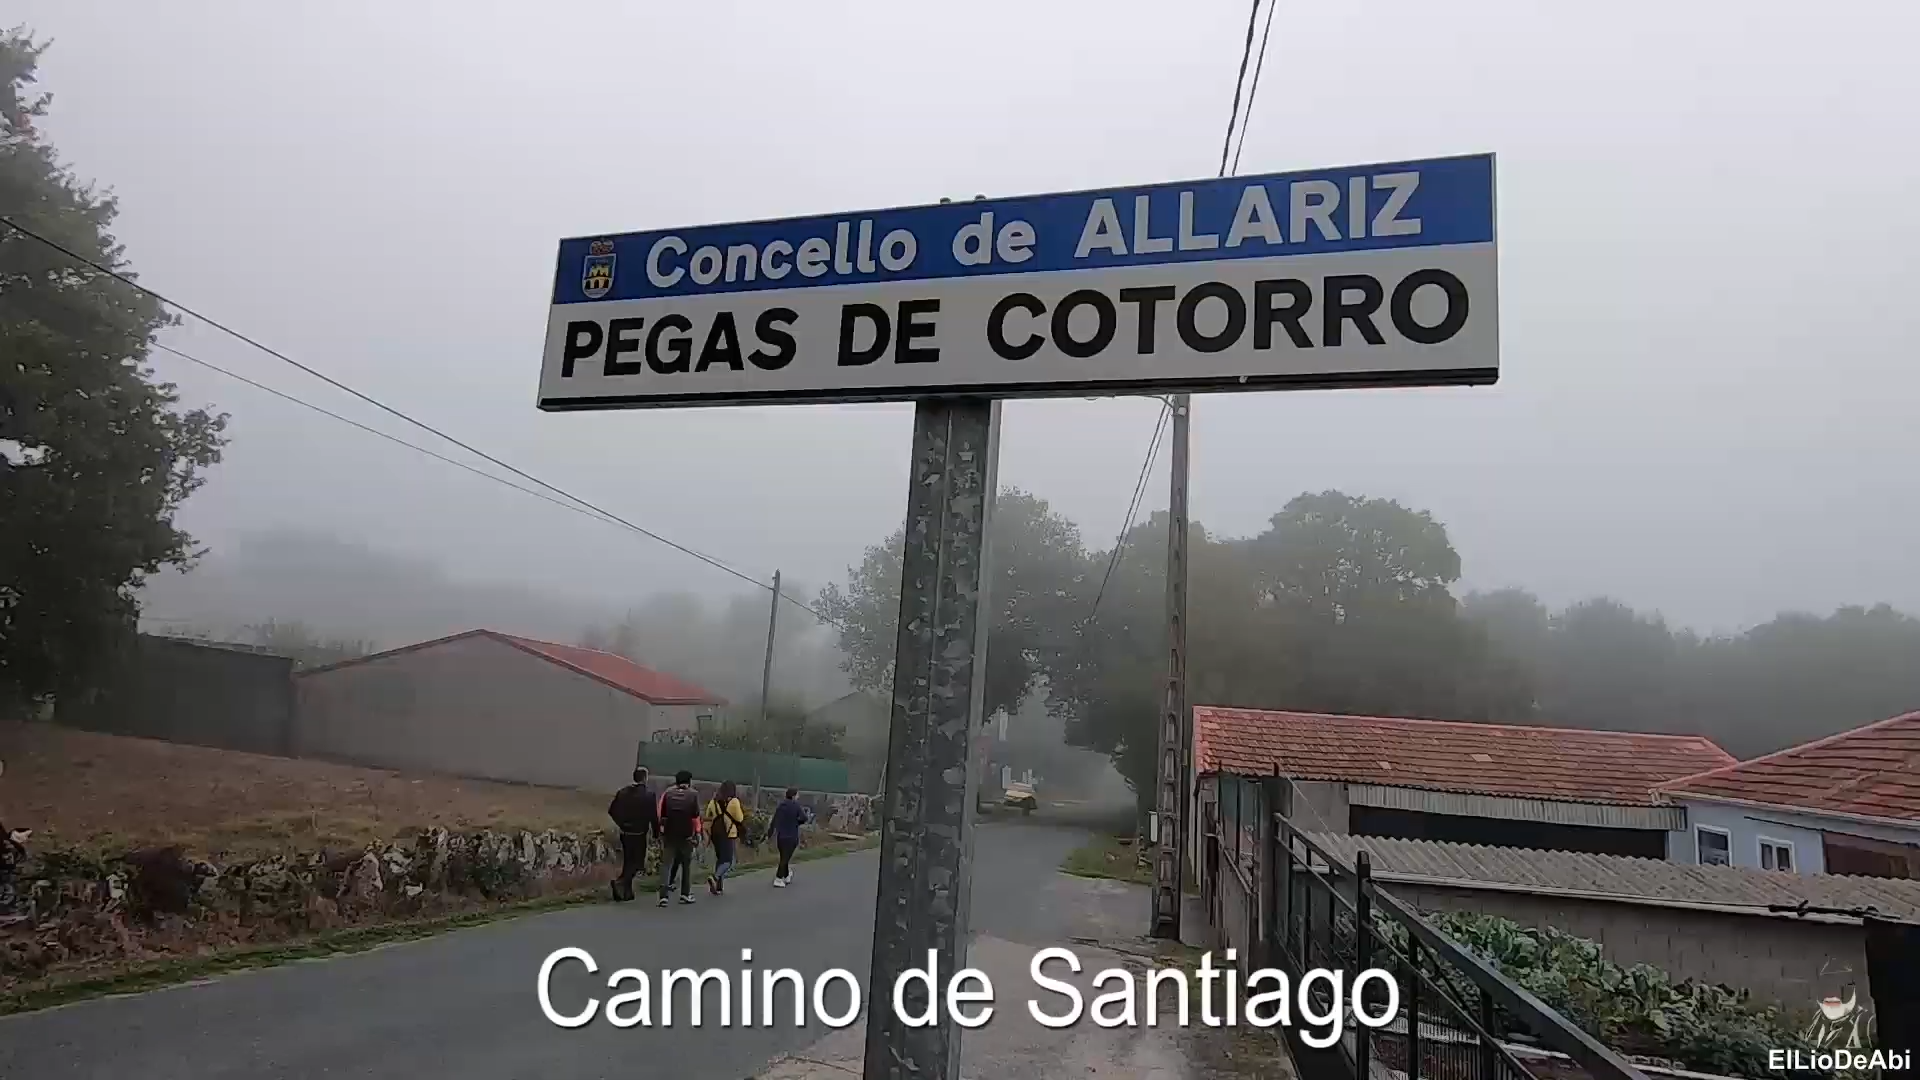 Concello de ALLARIZ
PEGAS DE COTORRO
Camino de Santiago
ElLioDeAbi